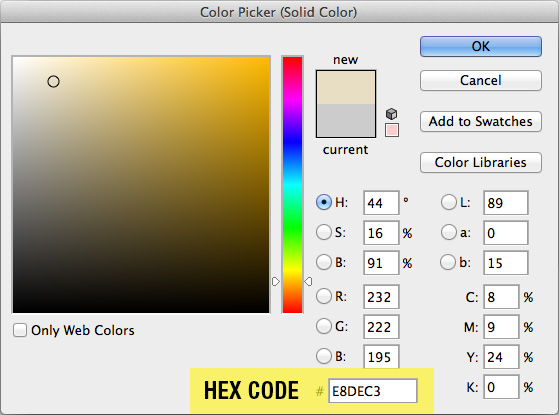 Color Picker (Solid Color)
new
current
OK
Cancel
Add to Swatches
Color Libraries
H: 44 °
S: 16 %
B: 91 %
R: 232
G: 222
B: 195
L: 89
a: 0
b: 15
C: 8 %
M: 9 %
Y: 24 %
K: 0 %
Only Web Colors
HEX CODE # E8DEC3